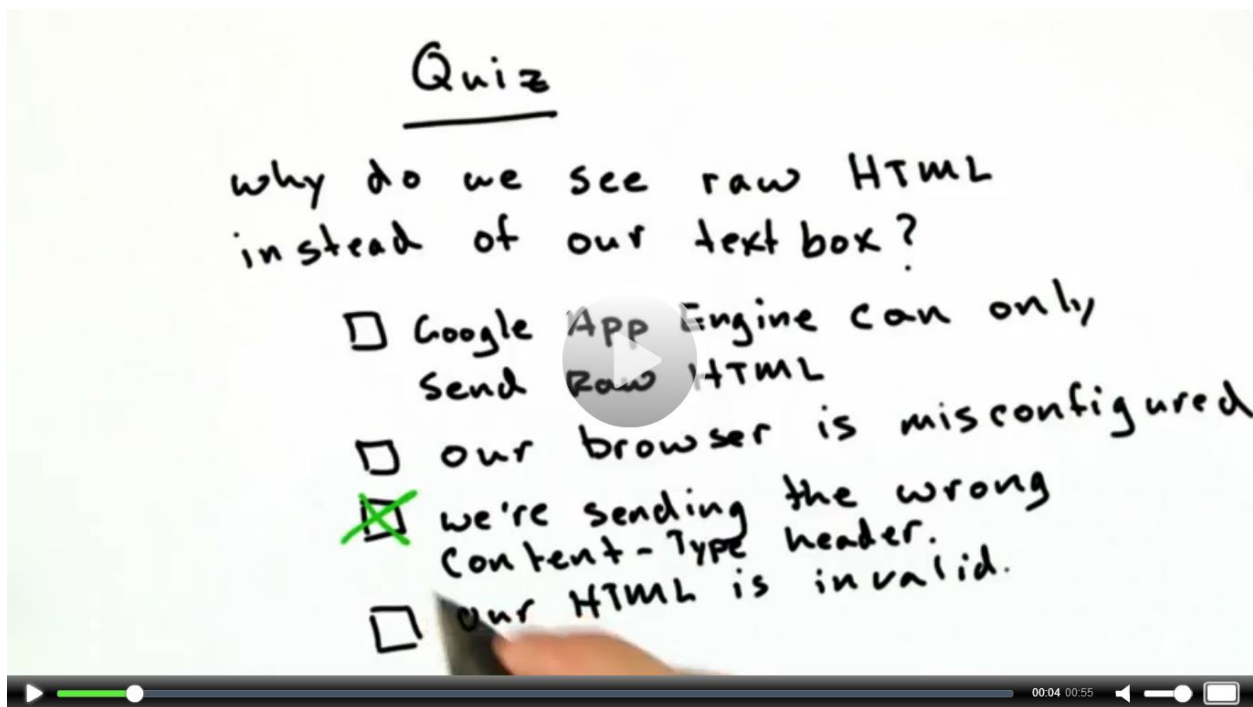 Quiz
why do we see raw HTML
instead of our text box?
Google App Engine can only
send Raw HTML
our browser is misconfigured
we're sending the wrong
Content-Type header.
our HTML is invalid.
00:04 00:55